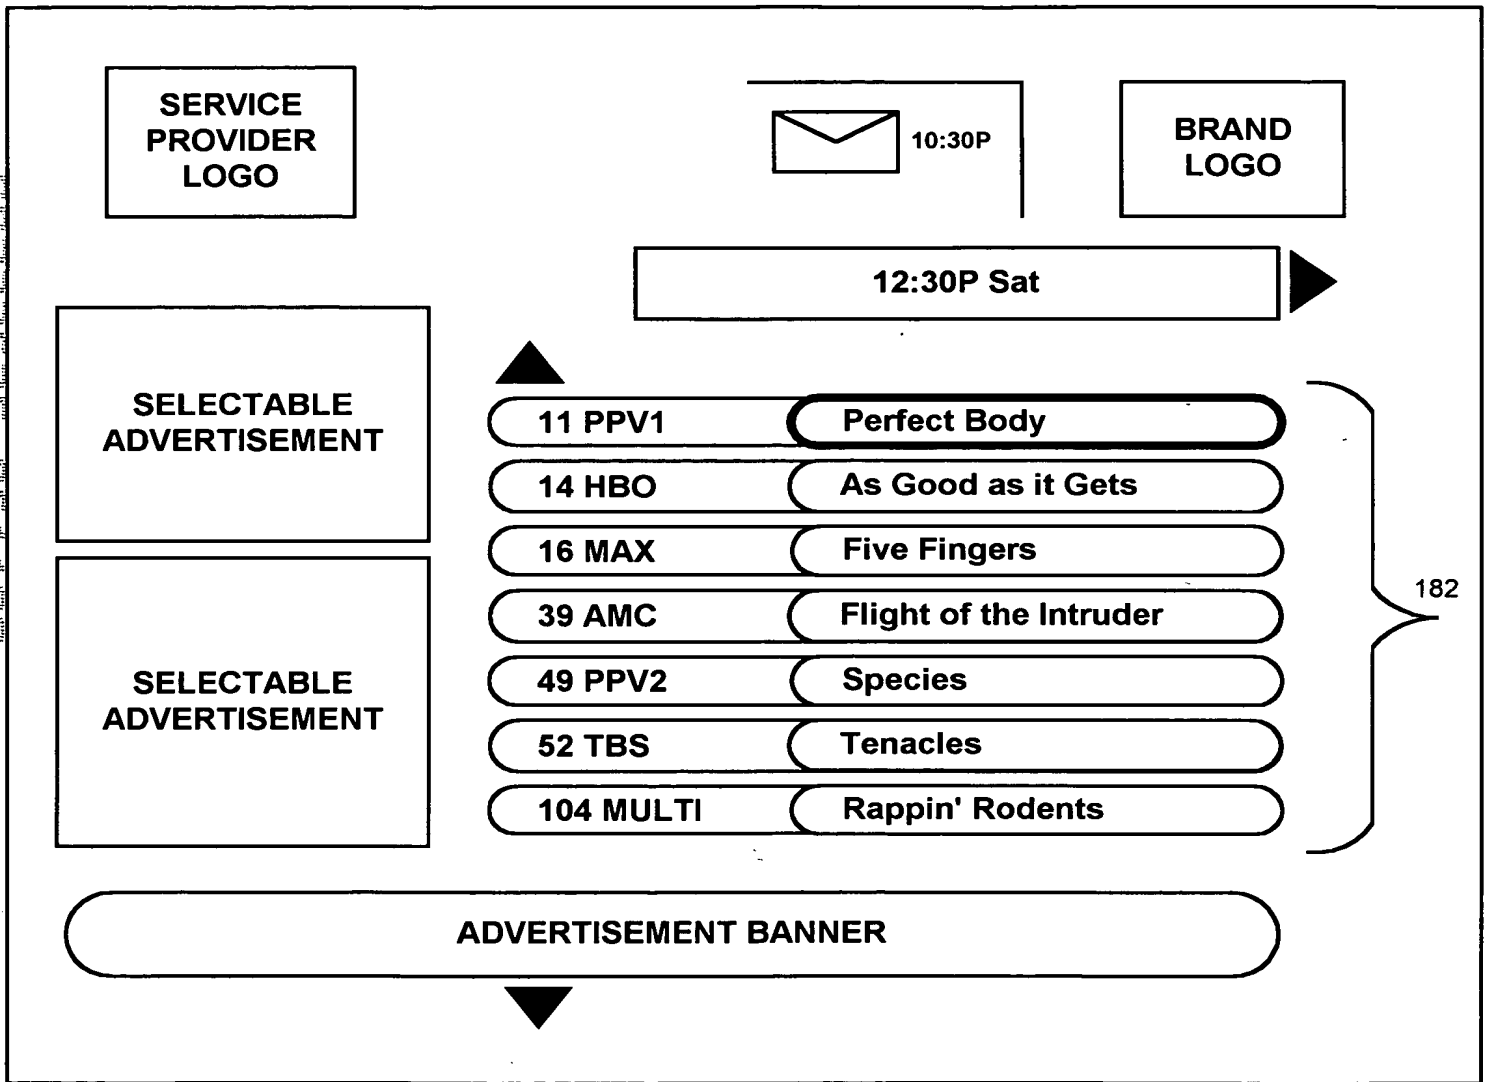 SERVICE
PROVIDER
LOGO
10:30P
BRAND
LOGO
12:30P Sat
SELECTABLE
ADVERTISEMENT
SELECTABLE
ADVERTISEMENT
11 PPV1 Perfect Body
14 HBO As Good as it Gets
16 MAX Five Fingers
39 AMC Flight of the Intruder
49 PPV2 Species
52 TBS Tenacles
104 MULTI Rappin' Rodents
182
ADVERTISEMENT BANNER